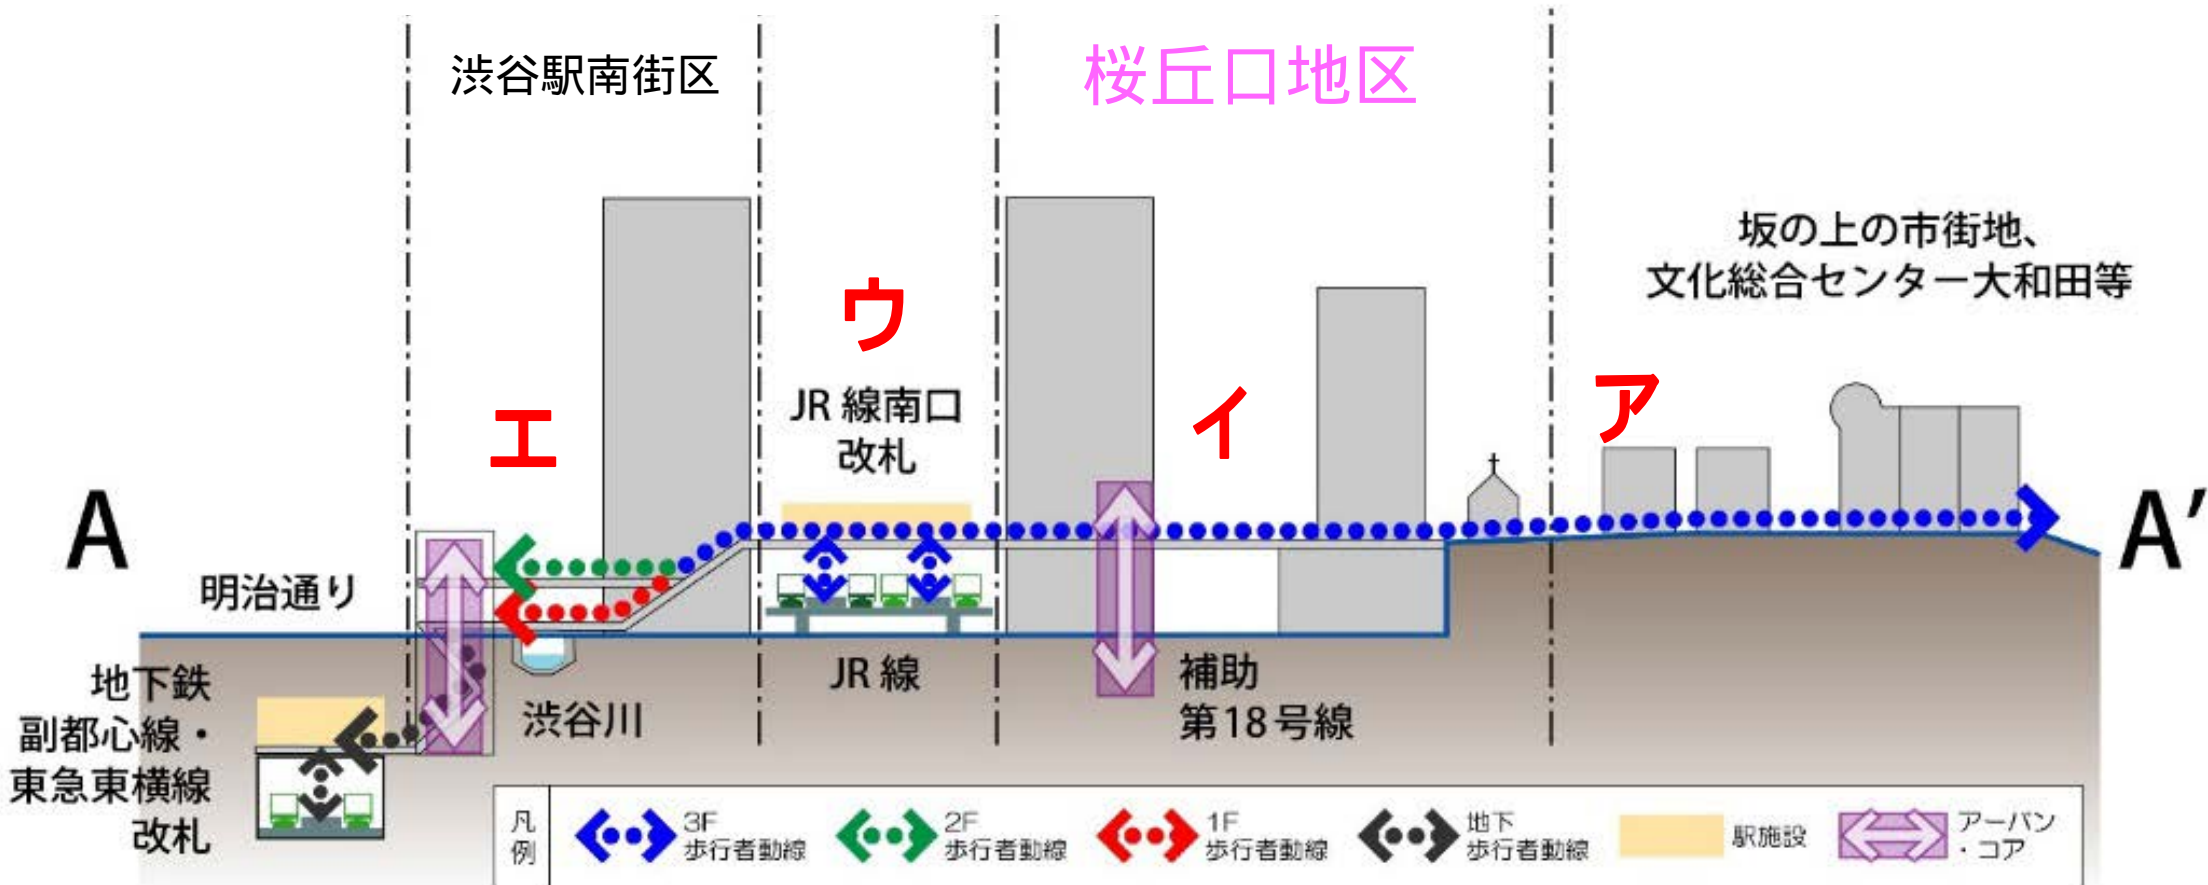 渋谷駅南街区
桜丘口地区
坂の上の市街地、
文化総合センター大和田等
ウ
ア
JR 線南口
改札
イ
エ
A
A′
明治通り
地下鉄
副都心線・
東急東横線
改札
渋谷川
JR 線
補助
第18号線
凡
例
3F
歩行者動線
2F
歩行者動線
1F
歩行者動線
地下
歩行者動線
駅施設
アーバン
・コア